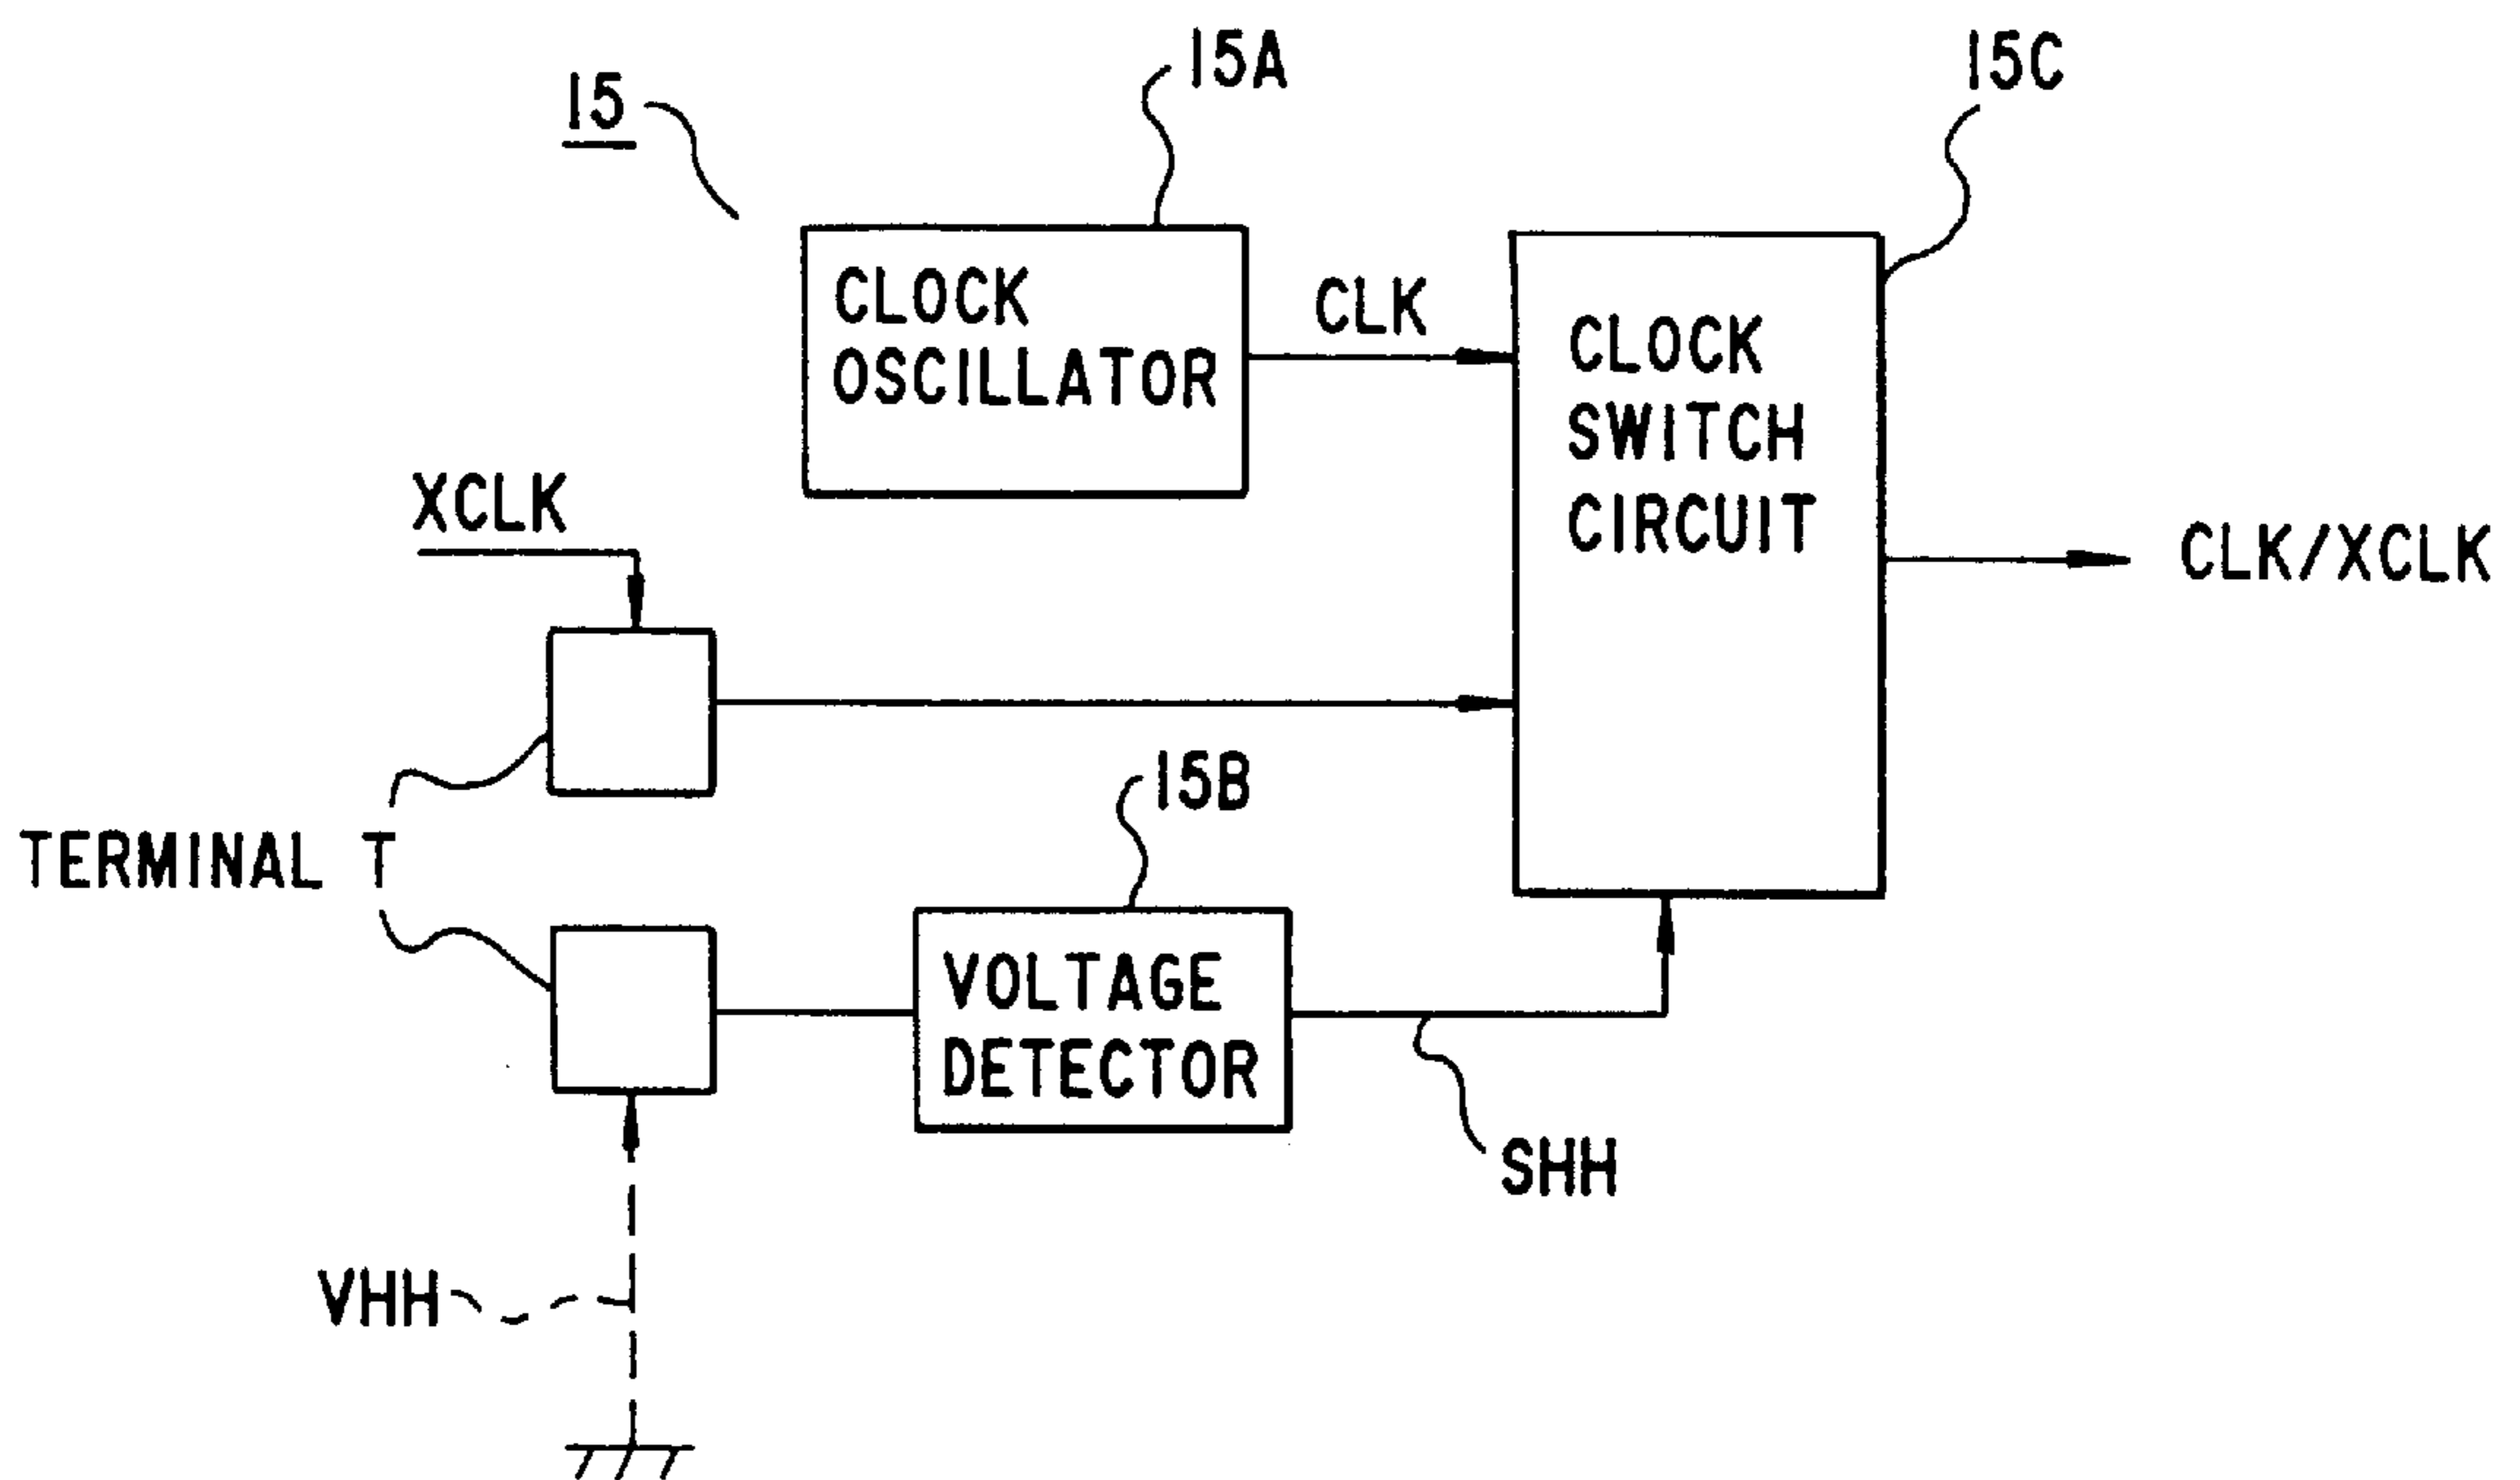 15
15A
15C
CLOCK
OSCILLATOR
CLK
CLOCK
SWITCH
CIRCUIT
XCLK
CLK/XCLK
15B
TERMINAL T
VOLTAGE
DETECTOR
SHH
VHH